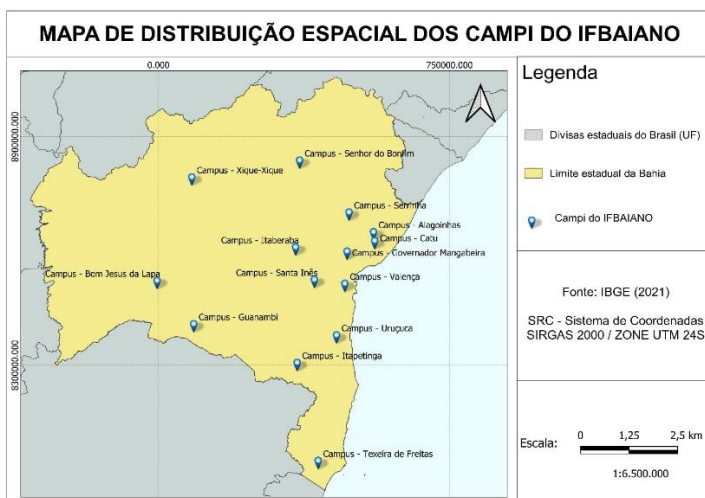 MAPA DE DISTRIBUIÇÃO ESPACIAL DOS CAMPI DO IFBAIANO
0.000
750000.000
8900000.000
8300000.000
Campus - Senhor do Bonfim
Campus - Xique-Xique
Campus - Serrinha
Campus - Alagoinhas
Campus - Catu
Campus - Itaberaba
Campus - Governador Mangabeira
Campus - Bom Jesus da Lapa
Campus - Santa Inês
Campus - Valença
Campus - Guanambi
Campus - Uruçuca
Campus - Itapetinga
Campus - Texeira de Freitas
Legenda
Divisas estaduais do Brasil (UF)
Limite estadual da Bahia
Campi do IFBAIANO
Fonte: IBGE (2021)
SRC - Sistema de Coordenadas
SIRGAS 2000 / ZONE UTM 24S
Escala:
0 1,25 2,5 km
1:6.500.000